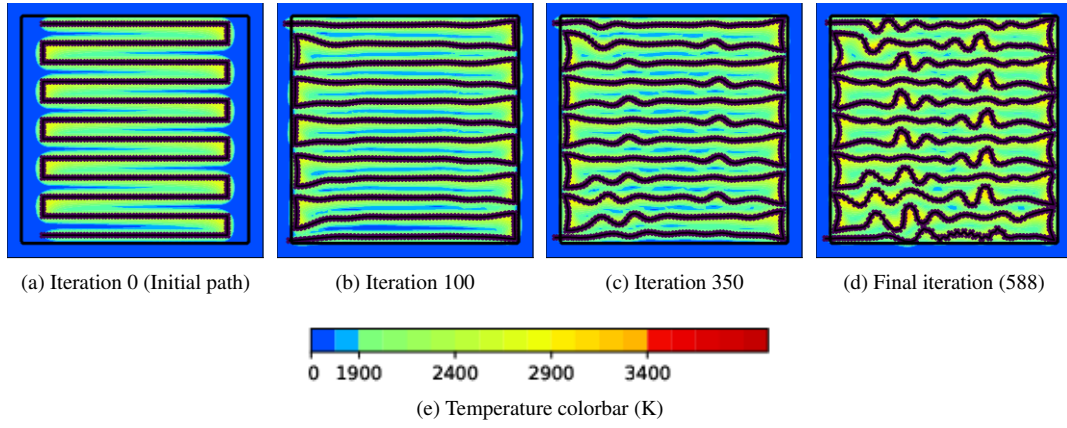 (a) Iteration 0 (Initial path) (b) Iteration 100 (c) Iteration 350 (d) Final iteration (588)
0 1900 2400 2900 3400
(e) Temperature colorbar (K)